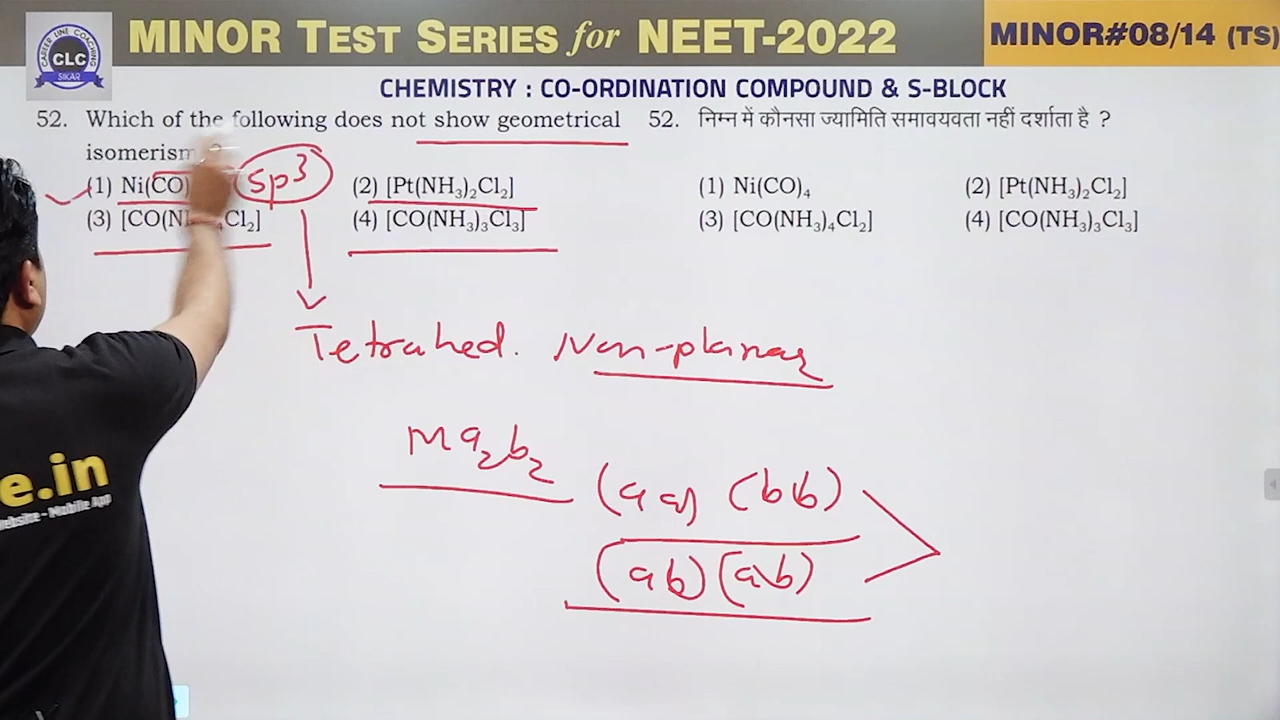 CAREER LINE COACHING
CLC
SIKAR
MINOR TEST SERIES for NEET-2022
MINOR#08/14 (TS)
CHEMISTRY : CO-ORDINATION COMPOUND & S-BLOCK
52. Which of the following does not show geometrical
isomerism
(1) Ni(CO) sp³ (2) [Pt(NH₃)₂Cl₂]
(3) [CO(NH Cl₂] (4) [CO(NH₃)₃Cl₃]
52. निम्न में कौनसा ज्यामिति समावयवता नहीं दर्शाता है ?
(1) Ni(CO)₄ (2) [Pt(NH₃)₂Cl₂]
(3) [CO(NH₃)₄Cl₂] (4) [CO(NH₃)₃Cl₃]
Tetrahed. Non-planar
Ma₂b₂
(aa) (bb)
(ab) (ab)
e.in
ebsite - Mobile App